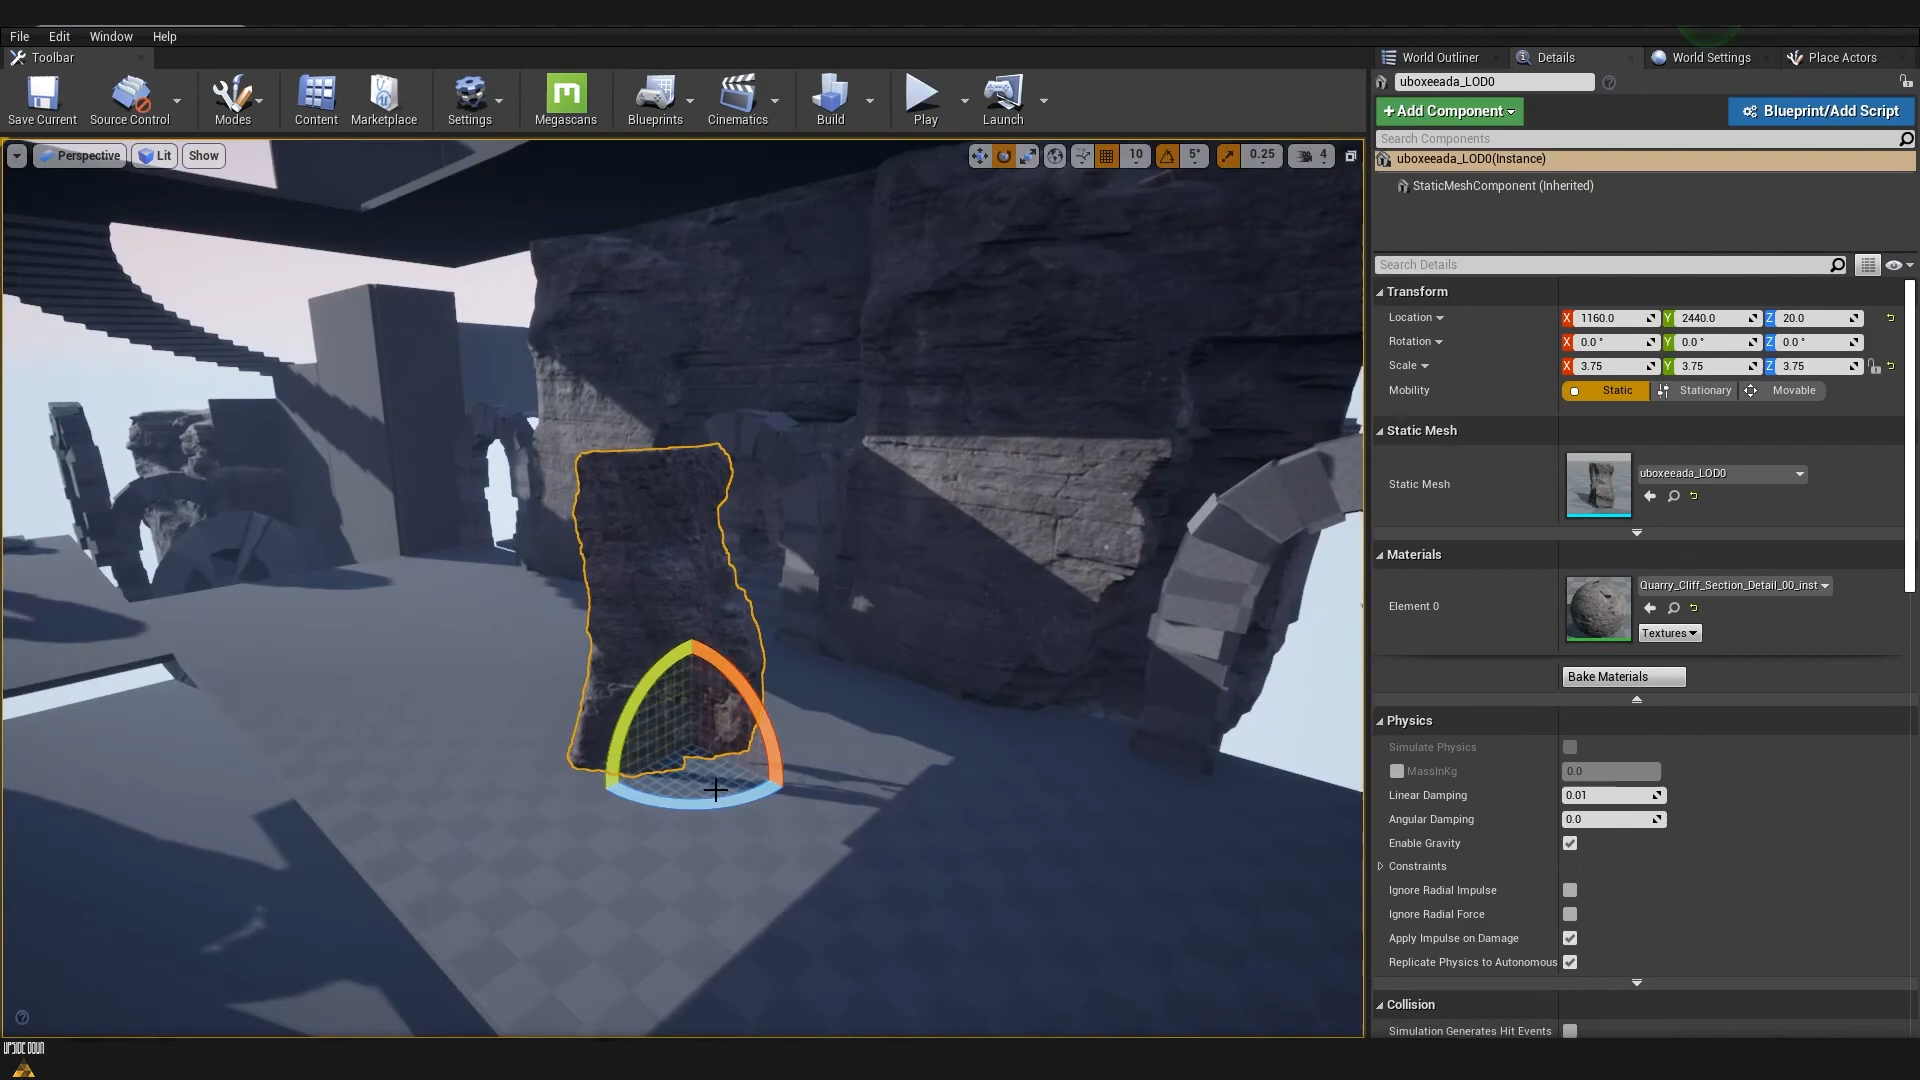 File Edit Window Help
Toolbar
Save Current Source Control Modes Content Marketplace Settings Megascans Blueprints Cinematics Build Play Launch
Perspective Lit Show
10 5° 0.25 4
World Outliner Details World Settings Place Actors
uboxeeada_LOD0
+Add Component Blueprint/Add Script
Search Components
uboxeeada_LOD0(Instance)
StaticMeshComponent (Inherited)
Search Details
Transform
Location X 1160.0 Y 2440.0 Z 20.0
Rotation X 0.0 ° Y 0.0 ° Z 0.0 °
Scale X 3.75 Y 3.75 Z 3.75
Mobility Static Stationary Movable
Static Mesh
Static Mesh uboxeeada_LOD0
Materials
Element 0 Quarry_Cliff_Section_Detail_00_inst
Textures
Bake Materials
Physics
Simulate Physics
MassInKg 0.0
Linear Damping 0.01
Angular Damping 0.0
Enable Gravity
Constraints
Ignore Radial Impulse
Ignore Radial Force
Apply Impulse on Damage
Replicate Physics to Autonomous
Collision
Simulation Generates Hit Events
UPSIDE DOWN